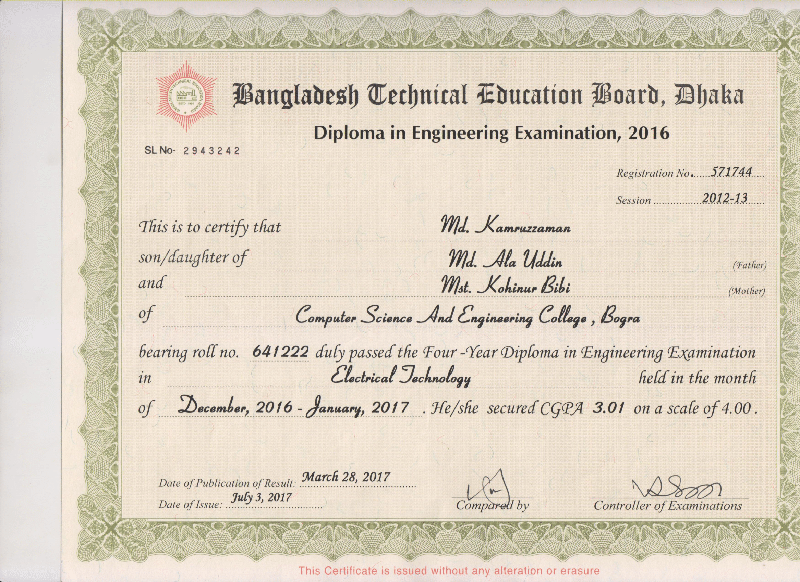 Bangladesh Technical Education Board, Dhaka
Diploma in Engineering Examination, 2016
SL No- 2943242
Registration No. 571744
Session 2012-13
This is to certify that Md. Kamruzzaman
son/daughter of Md. Ala Uddin (Father)
and Mst. Kohinur Bibi (Mother)
of Computer Science And Engineering College , Bogra
bearing roll no. 641222 duly passed the Four -Year Diploma in Engineering Examination
in Electrical Technology held in the month
of December, 2016 - January, 2017 . He/she secured CGPA 3.01 on a scale of 4.00 .
Date of Publication of Result: March 28, 2017
Date of Issue: July 3, 2017
Compared by Controller of Examinations
This Certificate is issued without any alteration or erasure